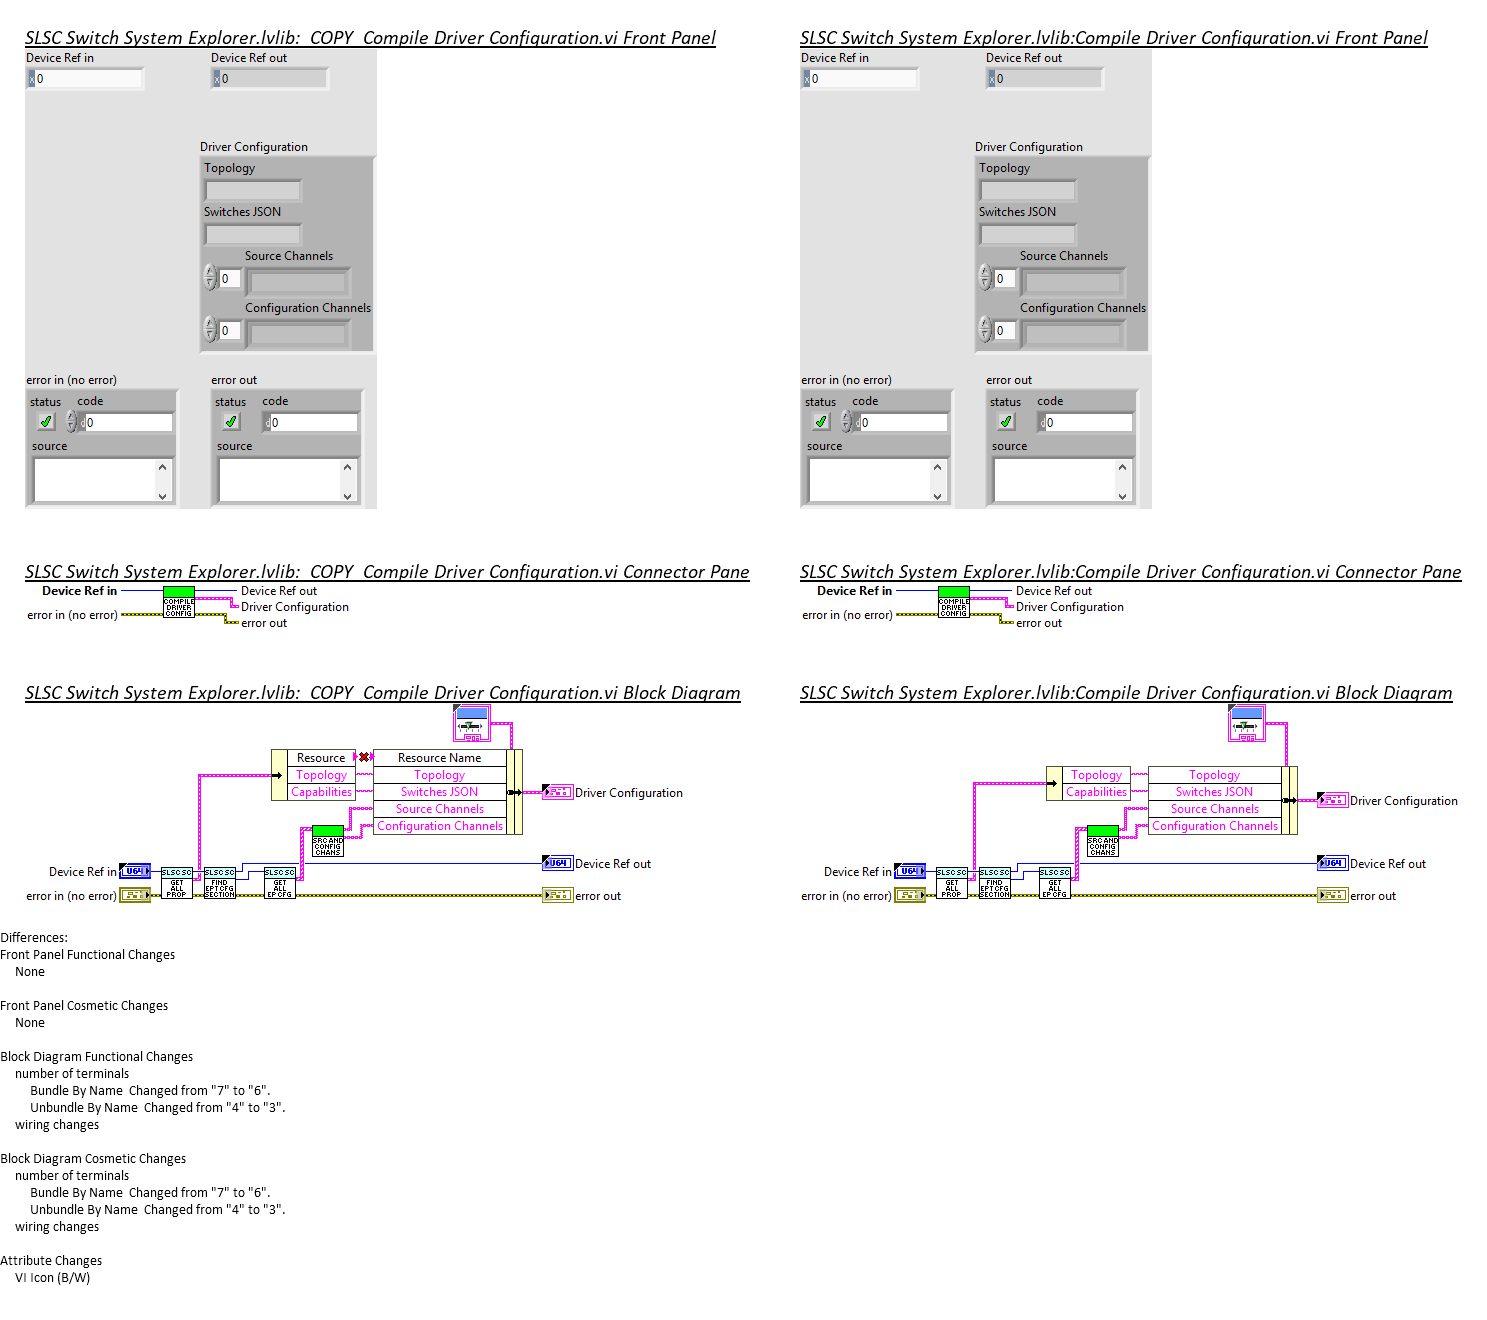 SLSC Switch System Explorer.lvlib:  COPY  Compile Driver Configuration.vi Front Panel
Device Ref in
Device Ref out
x 0
x 0
Driver Configuration
Topology
Switches JSON
Source Channels
0
Configuration Channels
0
error in (no error)
error out
status
code
status
code
d 0
d 0
source
source
SLSC Switch System Explorer.lvlib:Compile Driver Configuration.vi Front Panel
Device Ref in
Device Ref out
x 0
x 0
Driver Configuration
Topology
Switches JSON
Source Channels
0
Configuration Channels
0
error in (no error)
error out
status
code
status
code
d 0
d 0
source
source
SLSC Switch System Explorer.lvlib:  COPY  Compile Driver Configuration.vi Connector Pane
Device Ref in
Device Ref out
COMPILE
DRIVER
CONFIG
Driver Configuration
error in (no error)
error out
SLSC Switch System Explorer.lvlib:Compile Driver Configuration.vi Connector Pane
Device Ref in
Device Ref out
COMPILE
DRIVER
CONFIG
Driver Configuration
error in (no error)
error out
SLSC Switch System Explorer.lvlib:  COPY  Compile Driver Configuration.vi Block Diagram
Resource
Topology
Capabilities
Resource Name
Topology
Switches JSON
Source Channels
Configuration Channels
Driver Configuration
SRC AND
CONFIG
CHANS
Device Ref in
U64
SLSC SC
GET
ALL
PROP
SLSC SC
FIND
EPT CFG
SECTION
SLSC SC
GET
ALL
EP CFG
U64
Device Ref out
error in (no error)
error out
SLSC Switch System Explorer.lvlib:Compile Driver Configuration.vi Block Diagram
Topology
Capabilities
Topology
Switches JSON
Source Channels
Configuration Channels
Driver Configuration
SRC AND
CONFIG
CHANS
Device Ref in
U64
SLSC SC
GET
ALL
PROP
SLSC SC
FIND
EPT CFG
SECTION
SLSC SC
GET
ALL
EP CFG
U64
Device Ref out
error in (no error)
error out
Differences:
Front Panel Functional Changes
None
Front Panel Cosmetic Changes
None
Block Diagram Functional Changes
number of terminals
Bundle By Name  Changed from "7" to "6".
Unbundle By Name  Changed from "4" to "3".
wiring changes
Block Diagram Cosmetic Changes
number of terminals
Bundle By Name  Changed from "7" to "6".
Unbundle By Name  Changed from "4" to "3".
wiring changes
Attribute Changes
VI Icon (B/W)